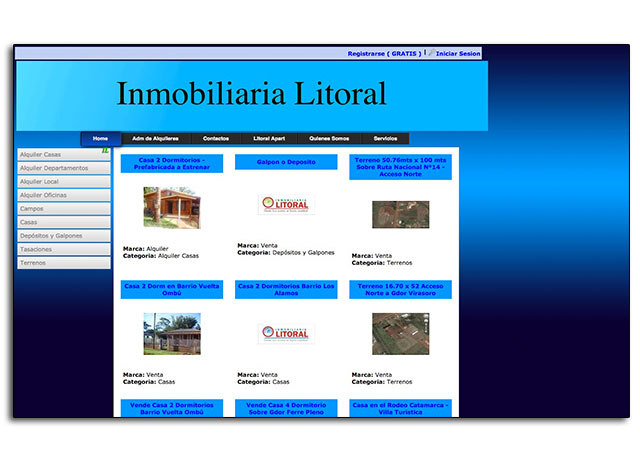 Registrarse ( GRATIS ) | Iniciar Sesion
Inmobiliaria Litoral
Home Adm de Alquileres Contactos Litoral Apart Quienes Somos Servicios
Alquiler Casas
Alquiler Departamentos
Alquiler Local
Alquiler Oficinas
Campos
Casas
Depósitos y Galpones
Tasaciones
Terrenos
Casa 2 Dormitorios -
Prefabricada a Estrenar
Marca: Alquiler
Categoria: Alquiler Casas
Galpon o Deposito
INMOBILIARIA
LITORAL
Marca: Venta
Categoria: Depósitos y Galpones
Terreno 50.76mts x 100 mts
Sobre Ruta Nacional Nº14 -
Acceso Norte
Marca: Venta
Categoria: Terrenos
Casa 2 Dorm en Barrio Vuelta
Ombú
Marca: Venta
Categoria: Casas
Casa 2 Dormitorios Barrio Los
Alamos
INMOBILIARIA
LITORAL
Marca: Venta
Categoria: Casas
Terreno 16.70 x 52 Acceso
Norte a Gdor Virasoro
Marca: Venta
Categoria: Terrenos
Vende Casa 2 Dormitorios
Barrio Vuelta Ombú
Vende Casa 4 Dormitorio
Sobre Gdor Ferre Pleno
Casa en el Rodeo Catamarca -
Villa Turistica